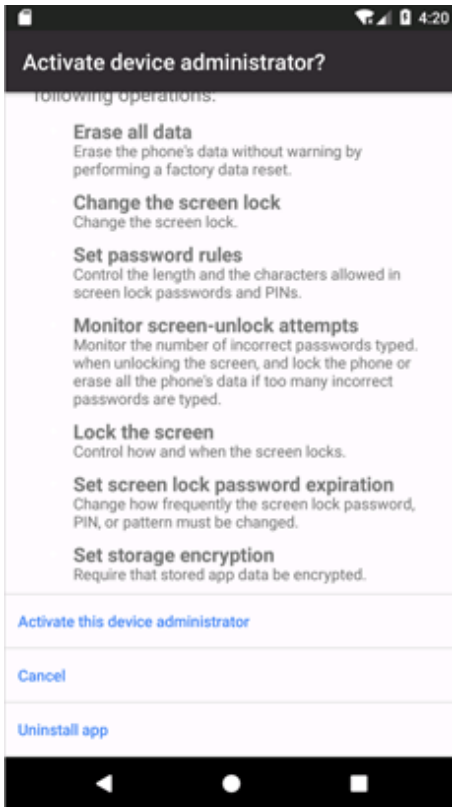 4:20
Activate device administrator?
following operations:
Erase all data
Erase the phone's data without warning by
performing a factory data reset.
Change the screen lock
Change the screen lock.
Set password rules
Control the length and the characters allowed in
screen lock passwords and PINs.
Monitor screen-unlock attempts
Monitor the number of incorrect passwords typed.
when unlocking the screen, and lock the phone or
erase all the phone's data if too many incorrect
passwords are typed.
Lock the screen
Control how and when the screen locks.
Set screen lock password expiration
Change how frequently the screen lock password,
PIN, or pattern must be changed.
Set storage encryption
Require that stored app data be encrypted.
Activate this device administrator
Cancel
Uninstall app